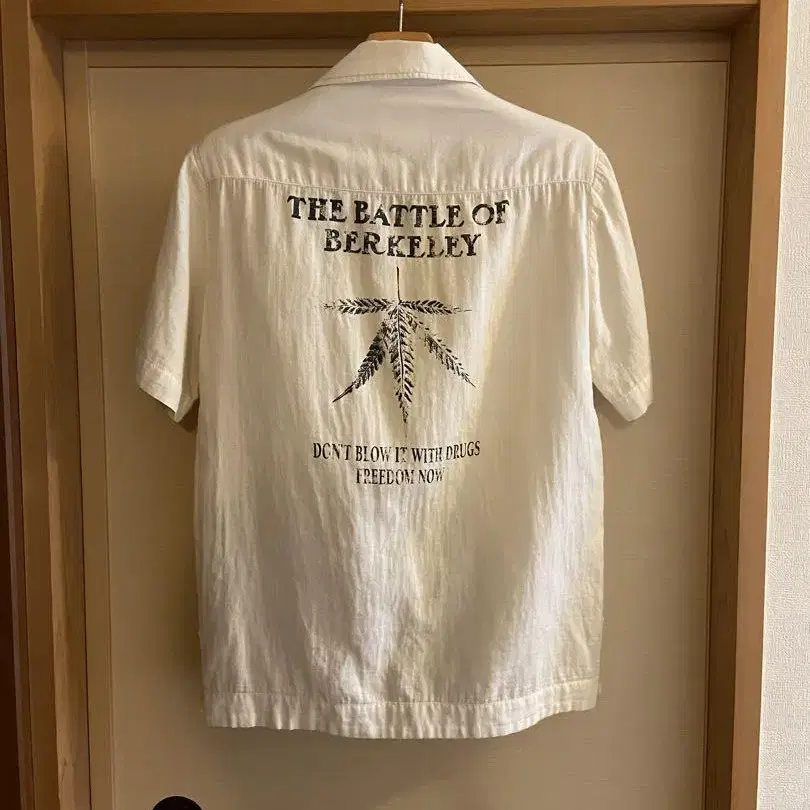 THE BATTLE OF
BERKELEY
DON'T BLOW IT WITH DRUGS
FREEDOM NOW